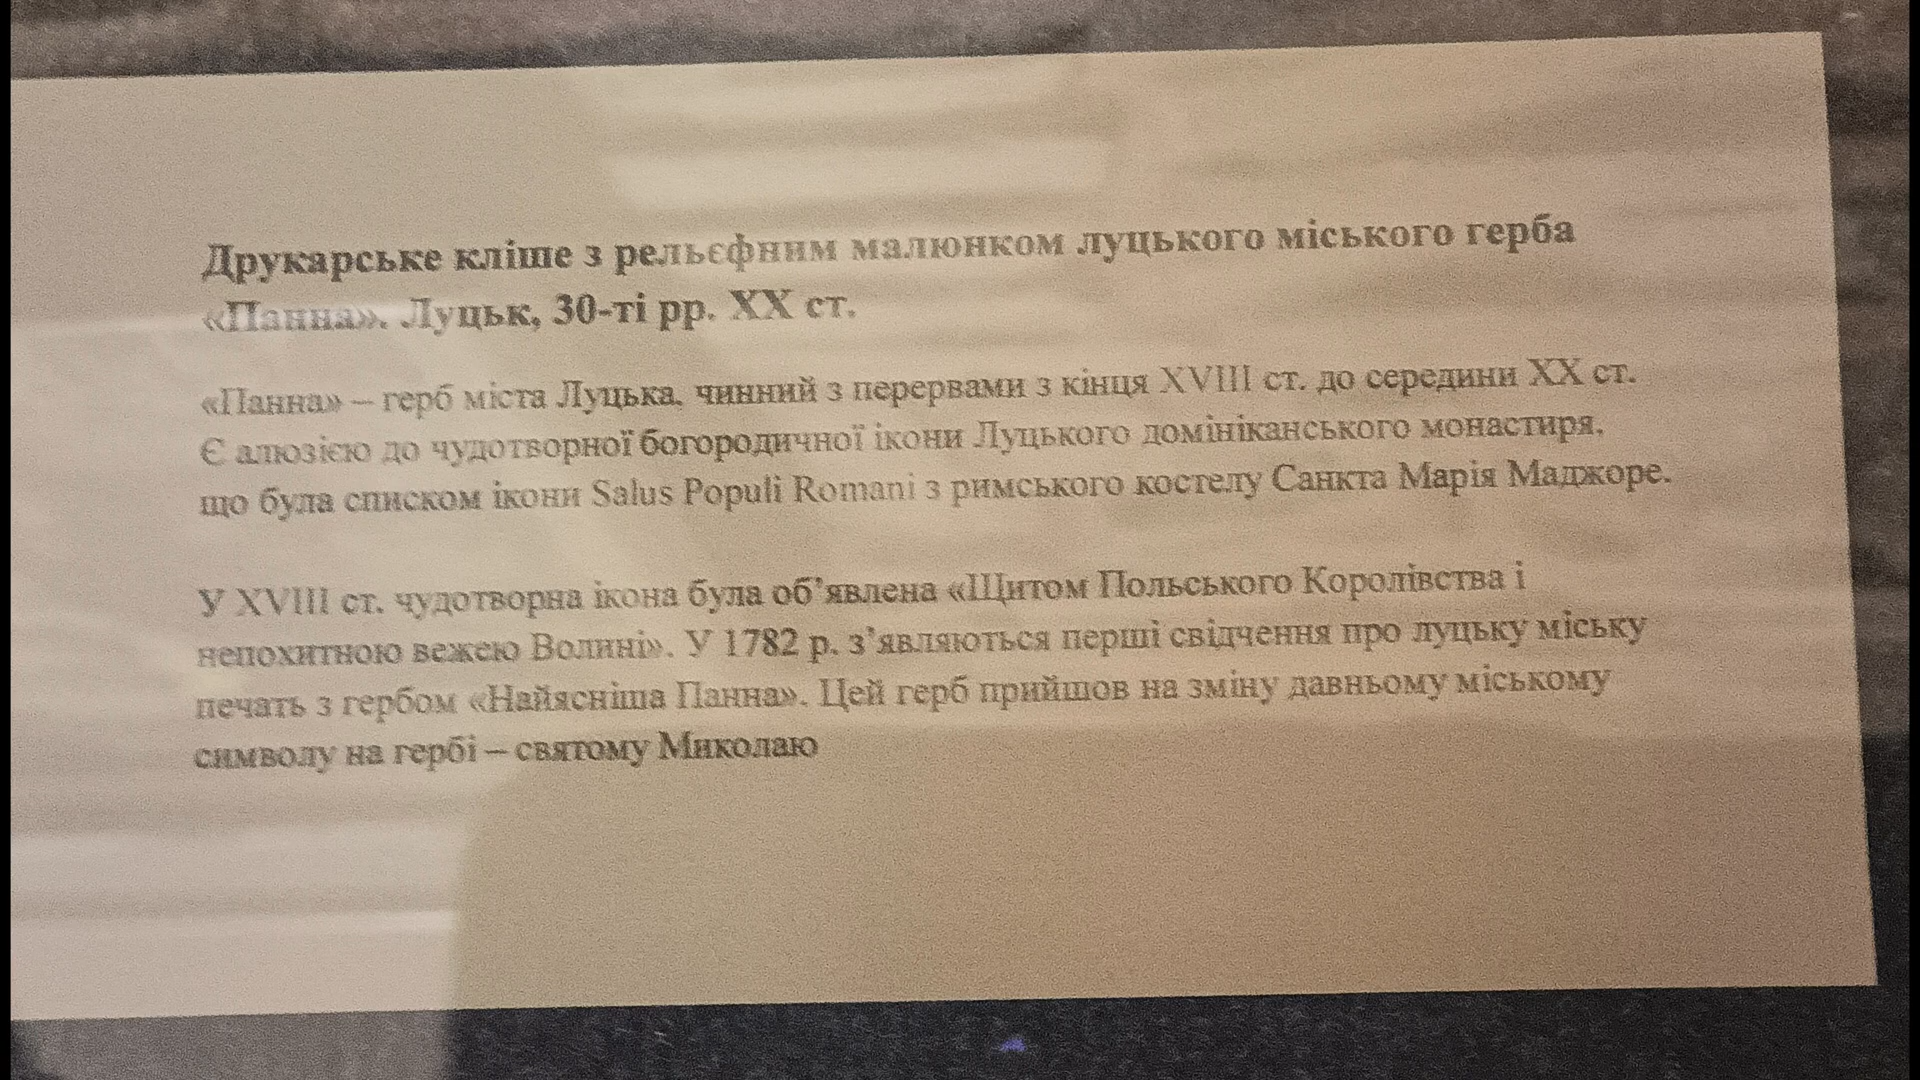 Друкарське кліше з рельєфним малюнком луцького міського герба
«Панна». Луцьк, 30-ті рр. ХХ ст.
«Панна» – герб міста Луцька, чинний з перервами з кінця XVIII ст. до середини ХХ ст.
Є алюзією до чудотворної богородичної ікони Луцького домініканського монастиря,
що була списком ікони Salus Populi Romani з римського костелу Санкта Марія Маджоре.
У XVIII ст. чудотворна ікона була об’явлена «Щитом Польського Королівства і
непохитною вежею Волині». У 1782 р. з’являються перші свідчення про луцьку міську
печать з гербом «Найясніша Панна». Цей герб прийшов на зміну давньому міському
символу на гербі – святому Миколаю